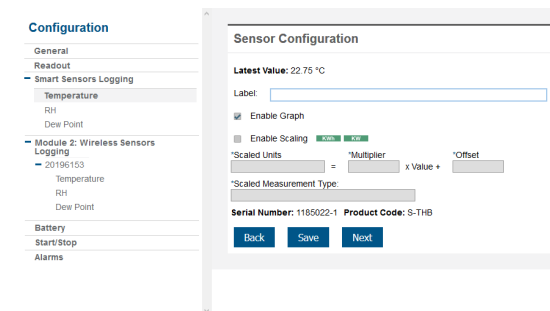 Configuration
General
Readout
Smart Sensors Logging
Temperature
RH
Dew Point
Module 2: Wireless Sensors
Logging
20196153
Temperature
RH
Dew Point
Battery
Start/Stop
Alarms
Sensor Configuration
Latest Value: 22.75 °C
Label:
Enable Graph
Enable Scaling KWh KW
*Scaled Units *Multiplier *Offset
= x Value +
*Scaled Measurement Type:
Serial Number: 1185022-1 Product Code: S-THB
Back Save Next